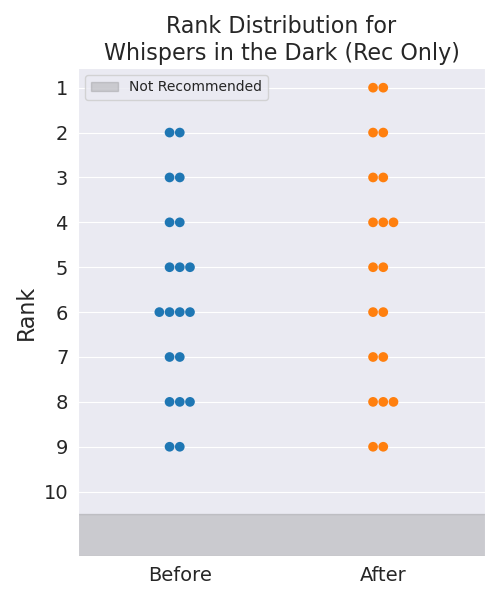 Rank Distribution for
Whispers in the Dark (Rec Only)
Not Recommended
1
2
3
4
5
6
7
8
9
10
Rank
Before
After